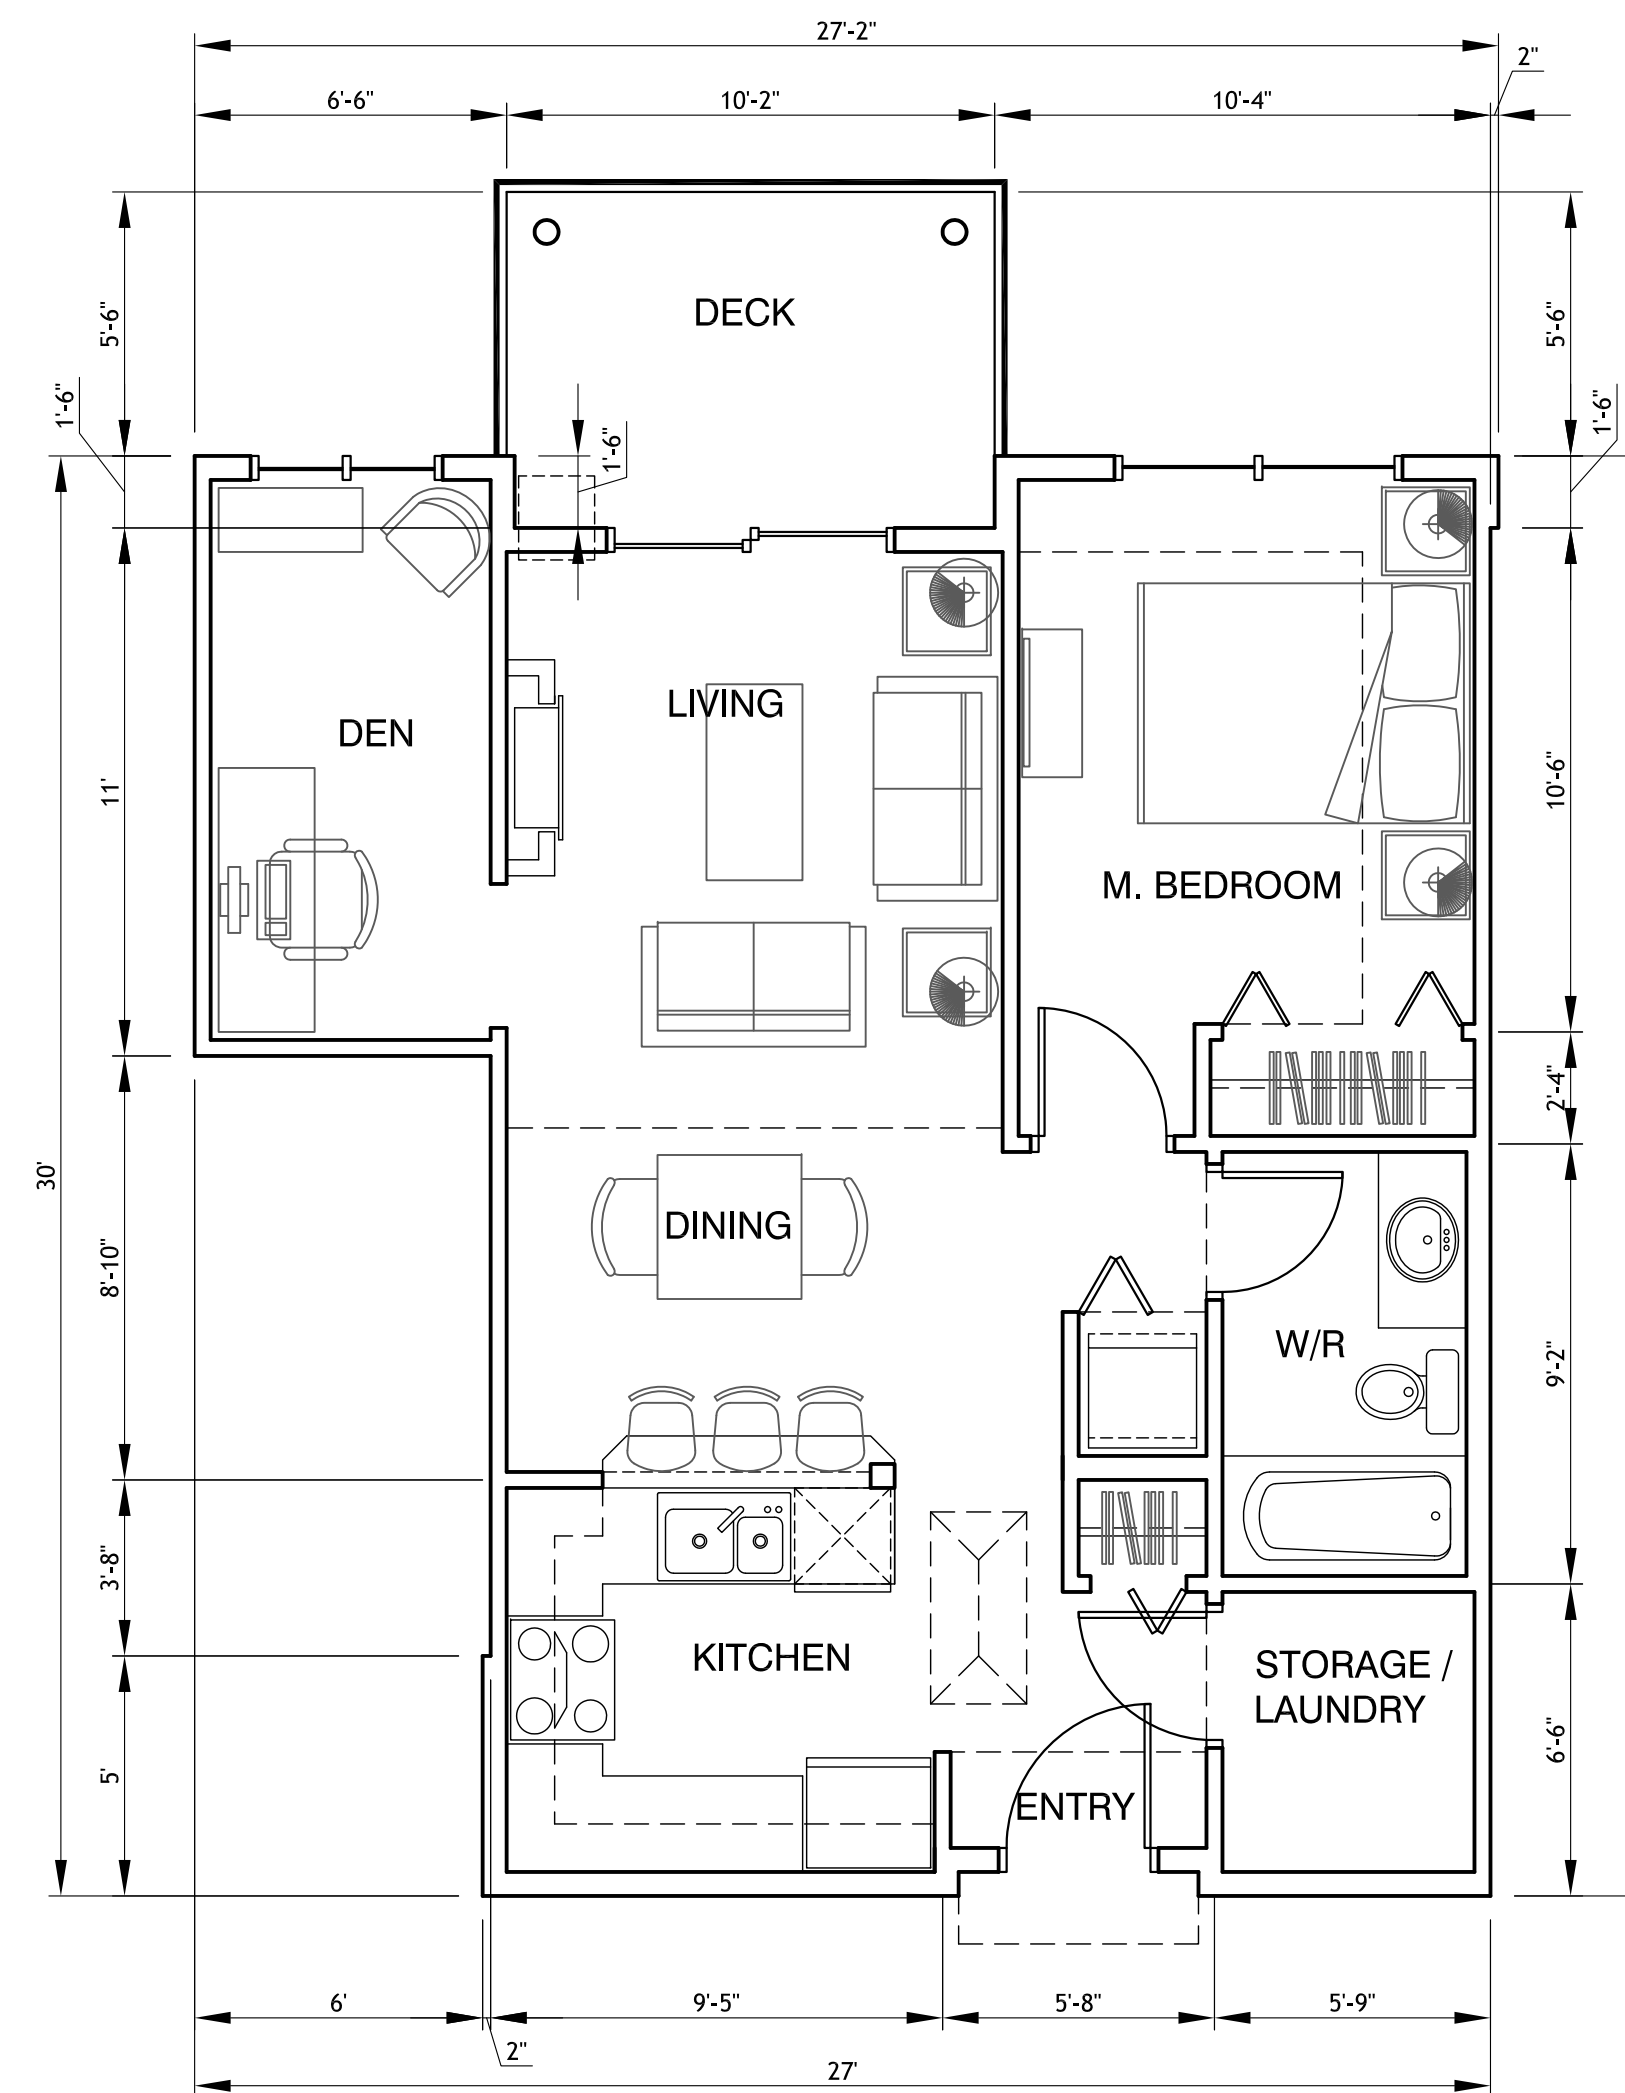 27'-2"
2"
6'-6"
10'-2"
10'-4"
DECK
5'-6"
5'-6"
1'-6"
1'-6"
1'-6"
LIVING
DEN
11'
10'-6"
M. BEDROOM
2'-4"
30'
DINING
8'-10"
W/R
9'-2"
3'-8"
KITCHEN
STORAGE /
LAUNDRY
5'
6'-6"
ENTRY
6'
9'-5"
5'-8"
5'-9"
2"
27'